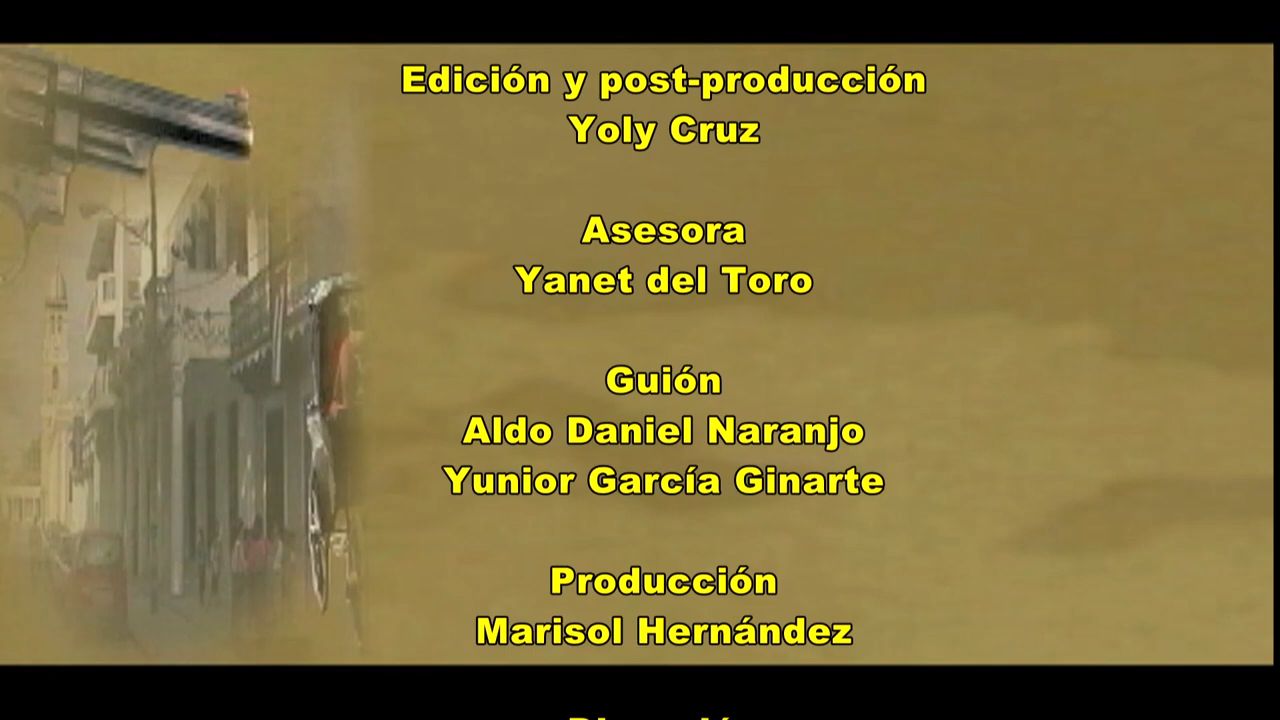 Edición y post-producción
Yoly Cruz
Asesora
Yanet del Toro
Guión
Aldo Daniel Naranjo
Yunior García Ginarte
Producción
Marisol Hernández